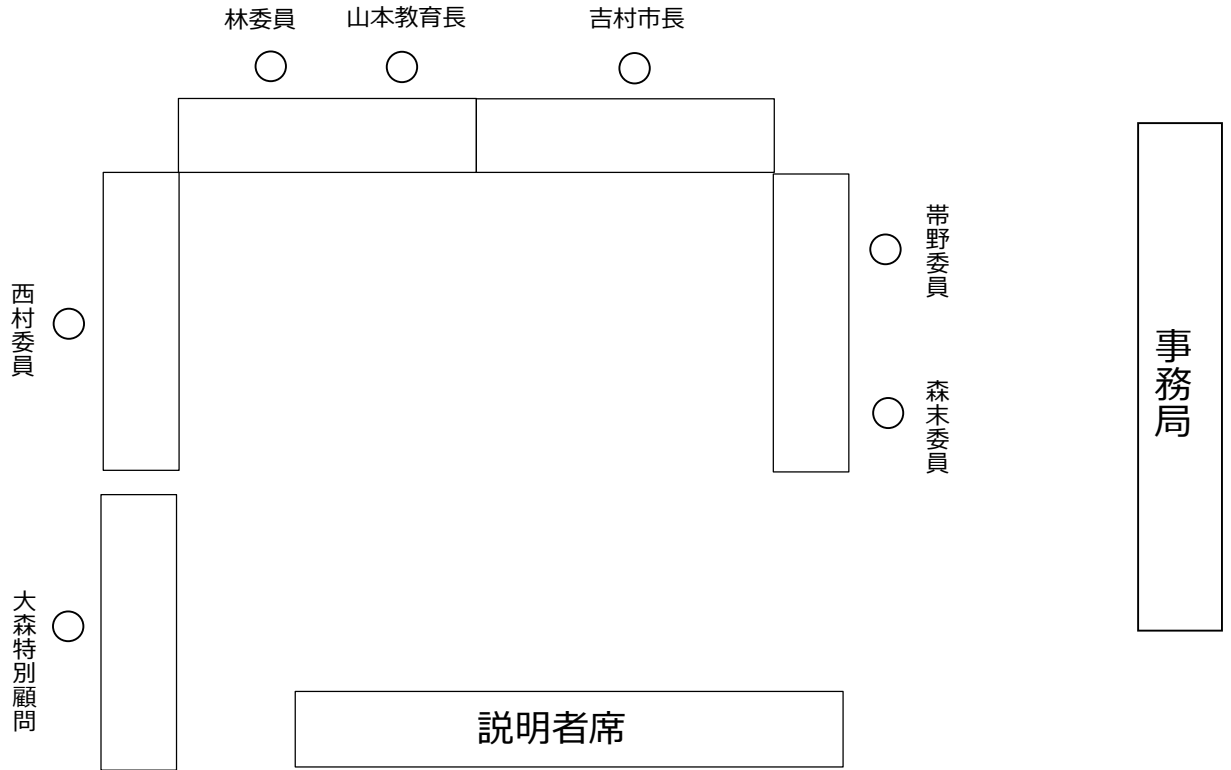 林委員
山本教育長
吉村市長
帯野委員
西村委員
事務局
森末委員
大森特別顧問
説明者席